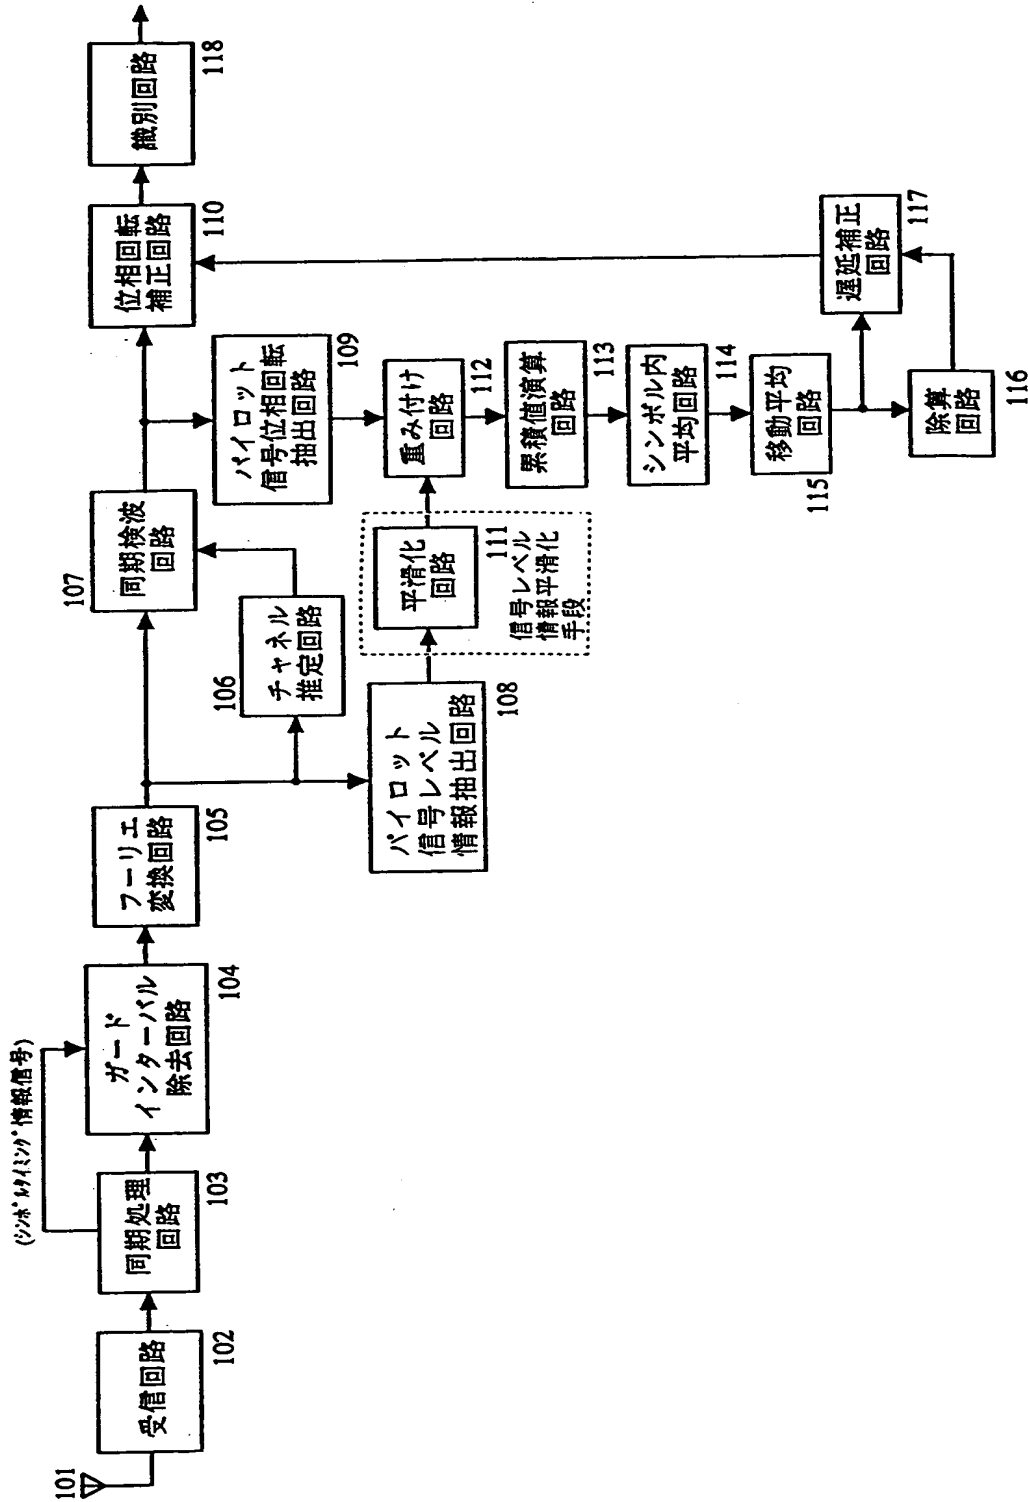 101
受信回路
102
(シンボルタイミング情報信号)
同期処理
回路
103
ガード
インターバル
除去回路
104
フーリエ
変換回路
105
チャネル
推定回路
106
107
同期検波
回路
パイロット
信号レベル
情報抽出回路
108
パイロット
信号位相回転
抽出回路
109
位相回転
補正回路
110
識別回路
118
平滑化
回路
111
信号レベル
情報平滑化
手段
重み付け
回路
112
累積値演算
回路
113
シンボル内
平均回路
114
移動平均
回路
115
除算
回路
116
遅延補正
回路
117